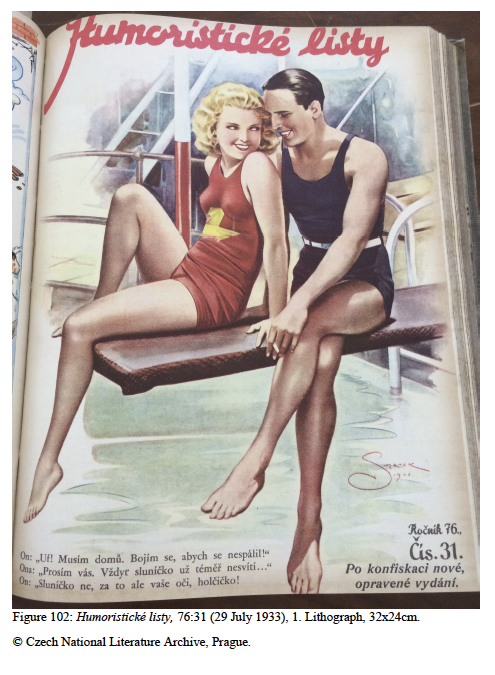 Humoristické listy
On: „Uf! Musím domů. Bojím se, abych se nespálil!“
Ona: „Prosím vás. Vždyť sluníčko už téměř nesvítí...“
On: „Sluníčko ne, za to ale vaše oči, holčičko!
Ročník 76.,
Čís. 31.
Po konfiskaci nové,
opravené vydání.
Figure 102: Humoristické listy, 76:31 (29 July 1933), 1. Lithograph, 32x24cm.
© Czech National Literature Archive, Prague.